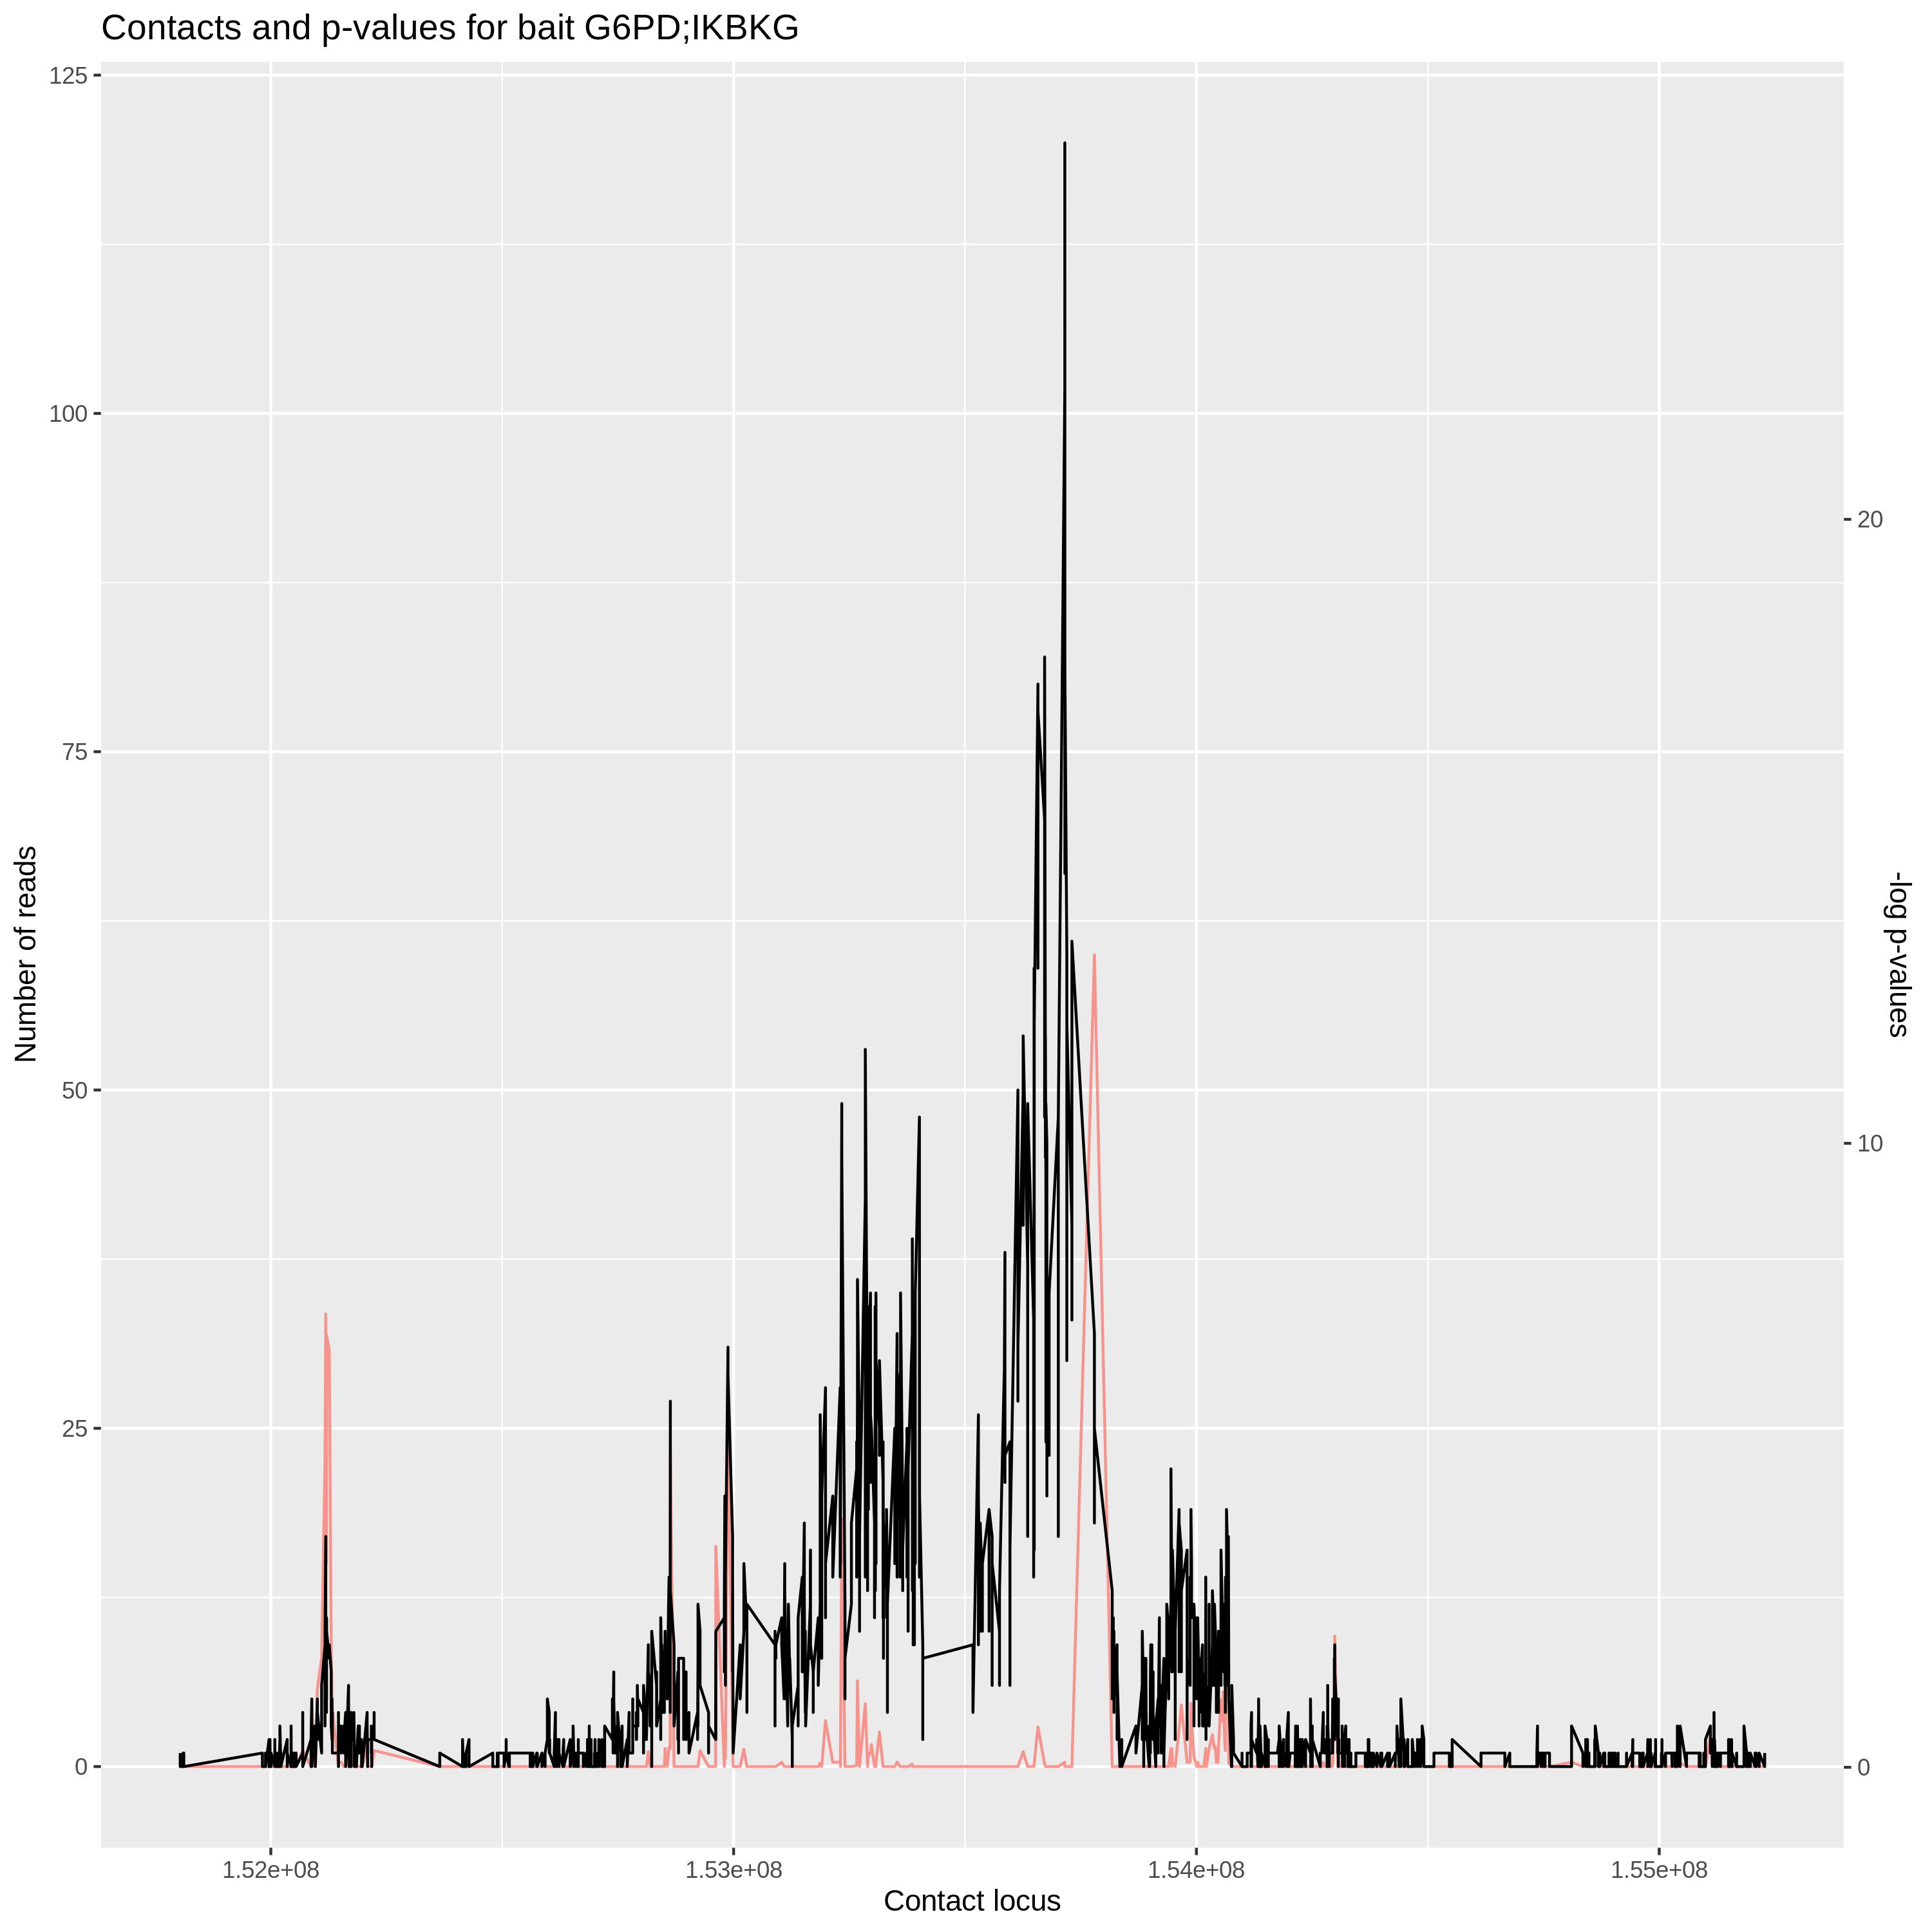 Contacts and p-values for bait G6PD;IKBKG
125
100
75
50
25
0
Number of reads
20
10
0
-log p-values
1.52e+08
1.53e+08
1.54e+08
1.55e+08
Contact locus